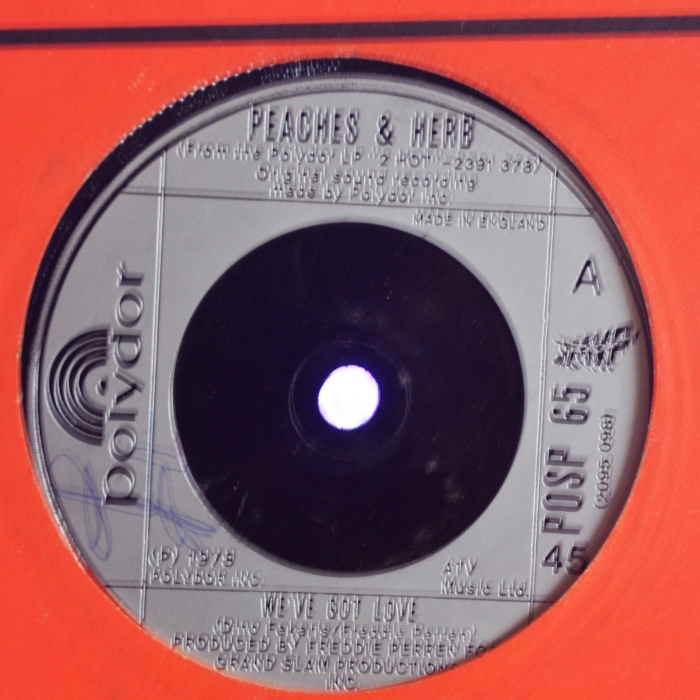 PEACHES & HERB
(From the Polydor LP "2 HOT" -2391 378)
Original sound recording
made by Polydor Inc.
MADE IN ENGLAND
A
polydor
POSP 65
(2095 098)
45
(P) 1978
POLYDOR INC.
ATV
Music Ltd.
WE'VE GOT LOVE
(Dino Fekaris/Freddie Perren)
PRODUCED BY FREDDIE PERREN FO
GRAND SLAM PRODUCTIONS
INC.